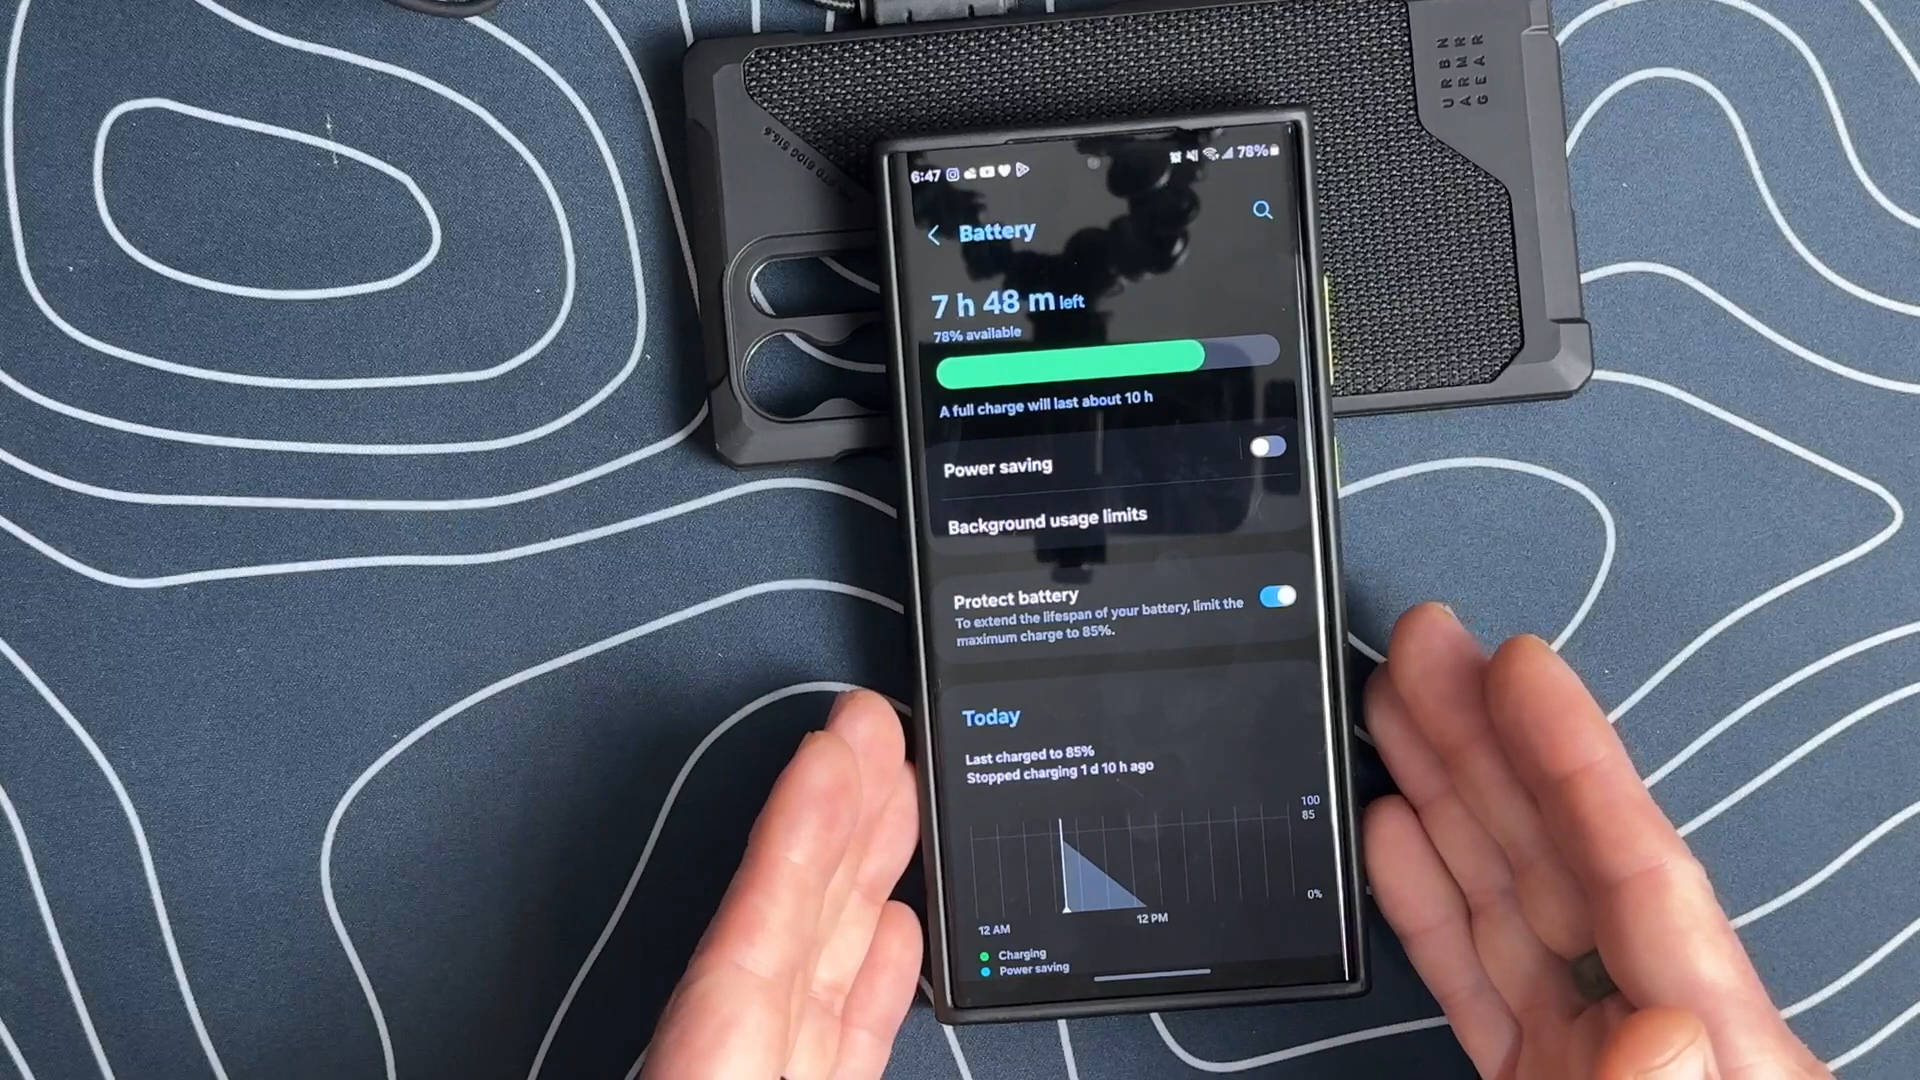 URBN
ARMR
GEAR
6:47
78%
Battery
7 h 48 m left
78% available
A full charge will last about 10 h
Power saving
Background usage limits
Protect battery
To extend the lifespan of your battery, limit the
maximum charge to 85%.
Today
Last charged to 85%
Stopped charging 1 d 10 h ago
100
85
0%
12 AM
12 PM
Charging
Power saving